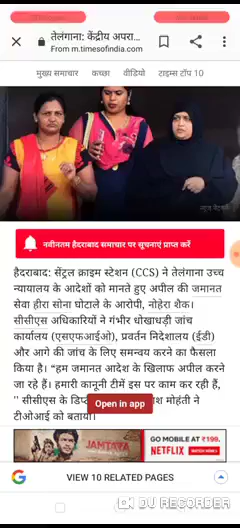 तेलंगाना: केंद्रीय अपरा...
From m.timesofindia.com
मुख्य समाचार कच्छा वीडियो टाइम्स टॉप 10
नवीनतम हैदराबाद समाचार पर सूचनाएं प्राप्त करें
हैदराबाद: सेंट्रल क्राइम स्टेशन (CCS) ने तेलंगाना उच्च
न्यायालय के आदेशों को मानते हुए अपील की जमानत
सेवा हीरा सोना घोटाले के आरोपी, नोहेरा शैक।
सीसीएस अधिकारियों ने गंभीर धोखाधड़ी जांच
कार्यालय (एसएफआईओ), प्रवर्तन निदेशालय (ईडी)
और आगे की जांच के लिए समन्वय करने का फैसला
किया है। "हम जमानत आदेश के खिलाफ अपील करने
जा रहे हैं। हमारी कानूनी टीमें इस पर काम कर रही हैं,
" सीसीएस के डिप्टी
Open in app
मोहंती ने
टीओआई को बताया।
JAMTARA
GO MOBILE AT ₹199.
NETFLIX
VIEW 10 RELATED PAGES
DU RECORDER